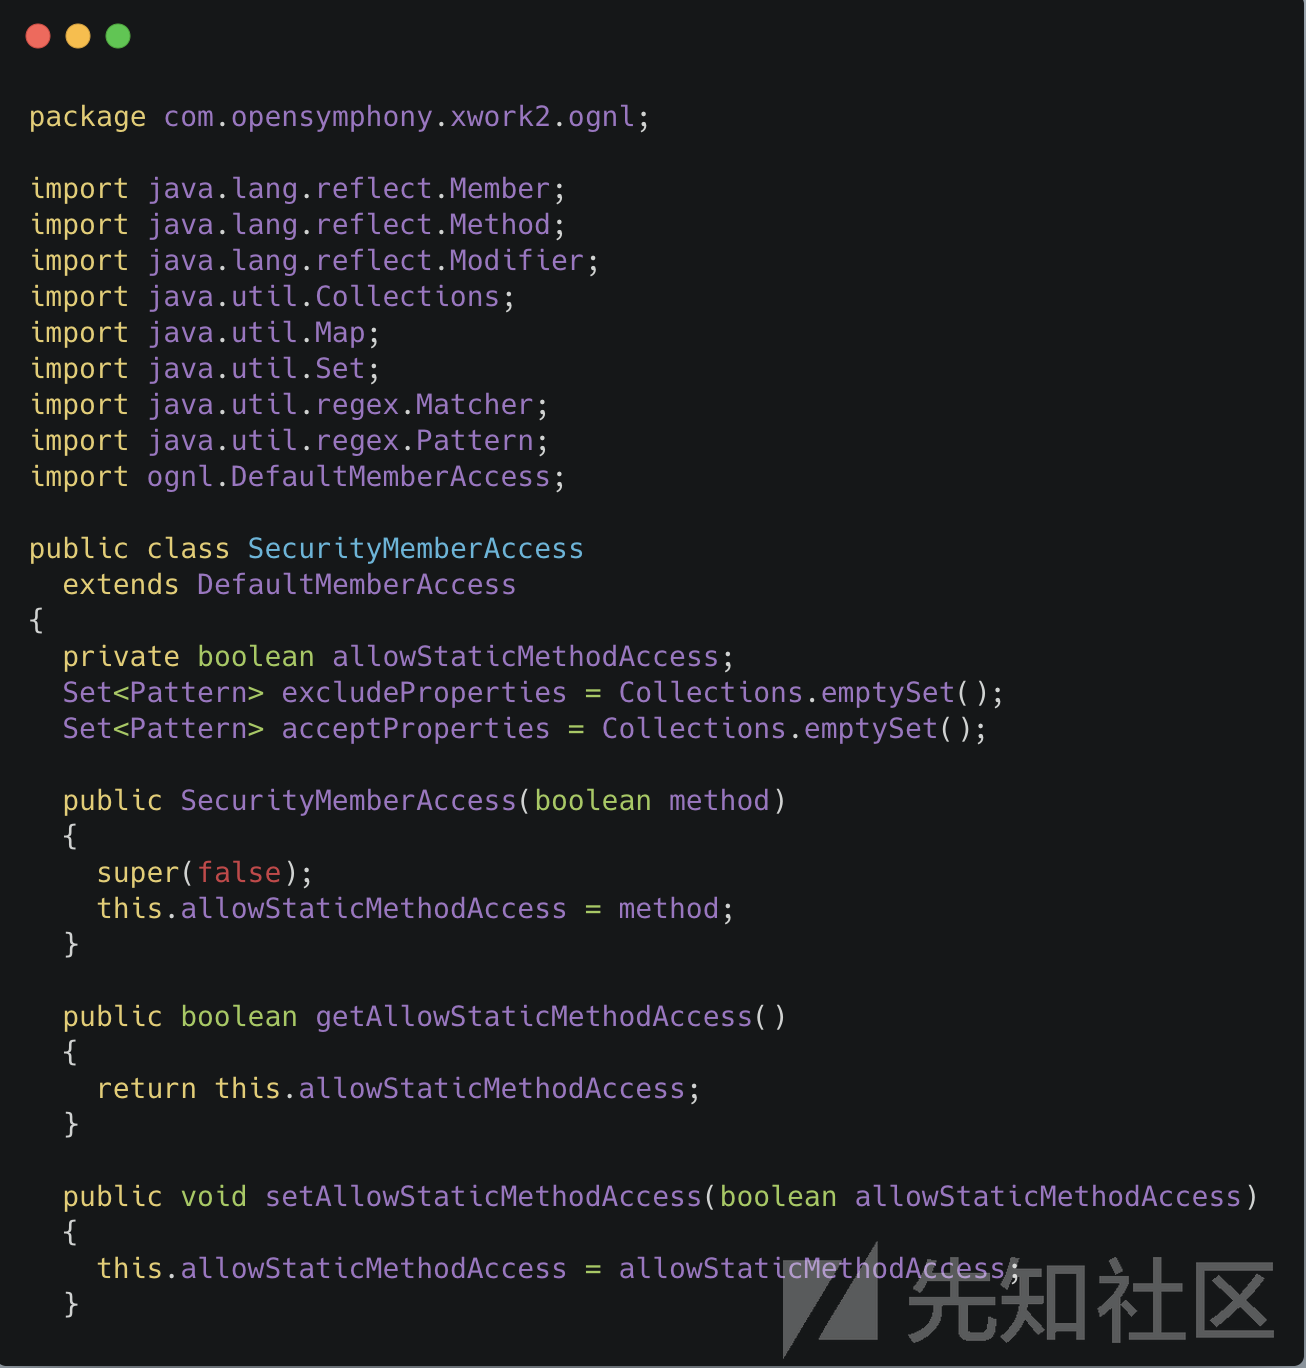 package com.opensymphony.xwork2.ognl;
import java.lang.reflect.Member;
import java.lang.reflect.Method;
import java.lang.reflect.Modifier;
import java.util.Collections;
import java.util.Map;
import java.util.Set;
import java.util.regex.Matcher;
import java.util.regex.Pattern;
import ognl.DefaultMemberAccess;
public class SecurityMemberAccess
  extends DefaultMemberAccess
{
  private boolean allowStaticMethodAccess;
  Set<Pattern> excludeProperties = Collections.emptySet();
  Set<Pattern> acceptProperties = Collections.emptySet();
  public SecurityMemberAccess(boolean method)
  {
    super(false);
    this.allowStaticMethodAccess = method;
  }
  public boolean getAllowStaticMethodAccess()
  {
    return this.allowStaticMethodAccess;
  }
  public void setAllowStaticMethodAccess(boolean allowStaticMethodAccess)
  {
    this.allowStaticMethodAccess = allowStaticMethodAccess;
  }
先知社区